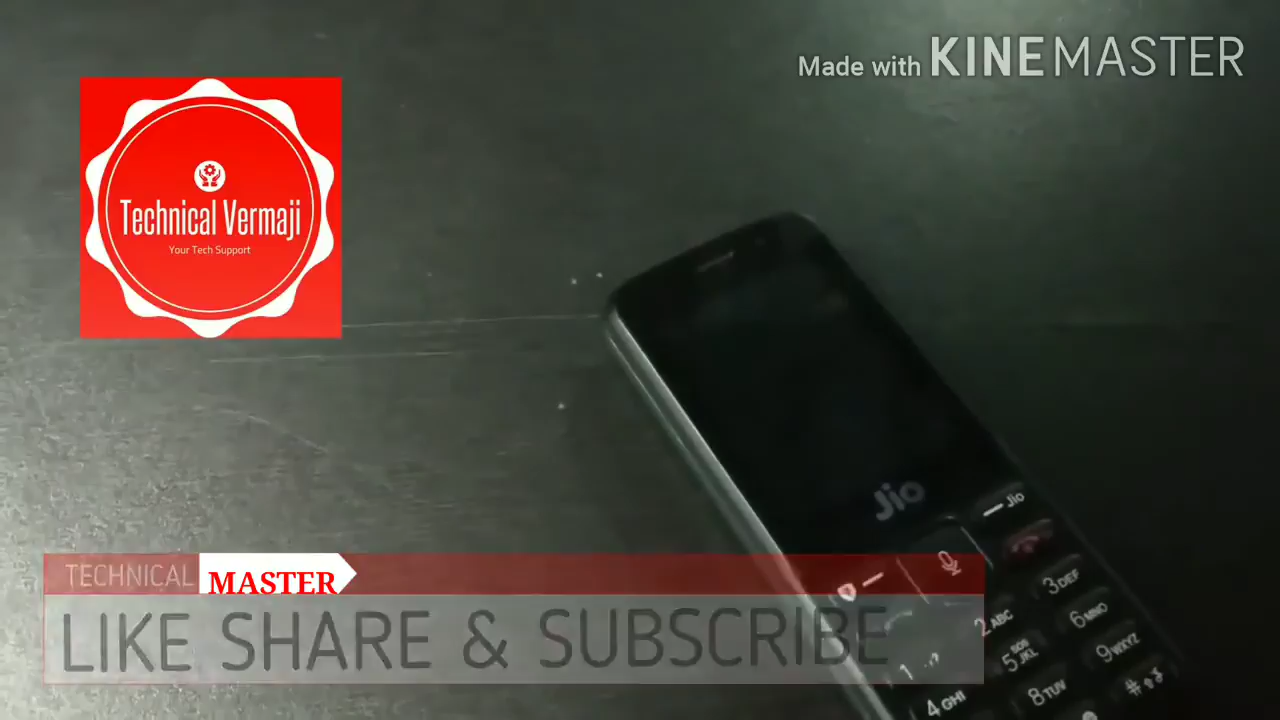 Made with KINEMASTER
Technical Vermaji
Your Tech Support
Jio
Jio
TECHNICAL MASTER
LIKE SHARE & SUBSCRIBE
3DEF
2ABC
6MNO
5JKL
9WXYZ
1
4GHI
8TUV
#